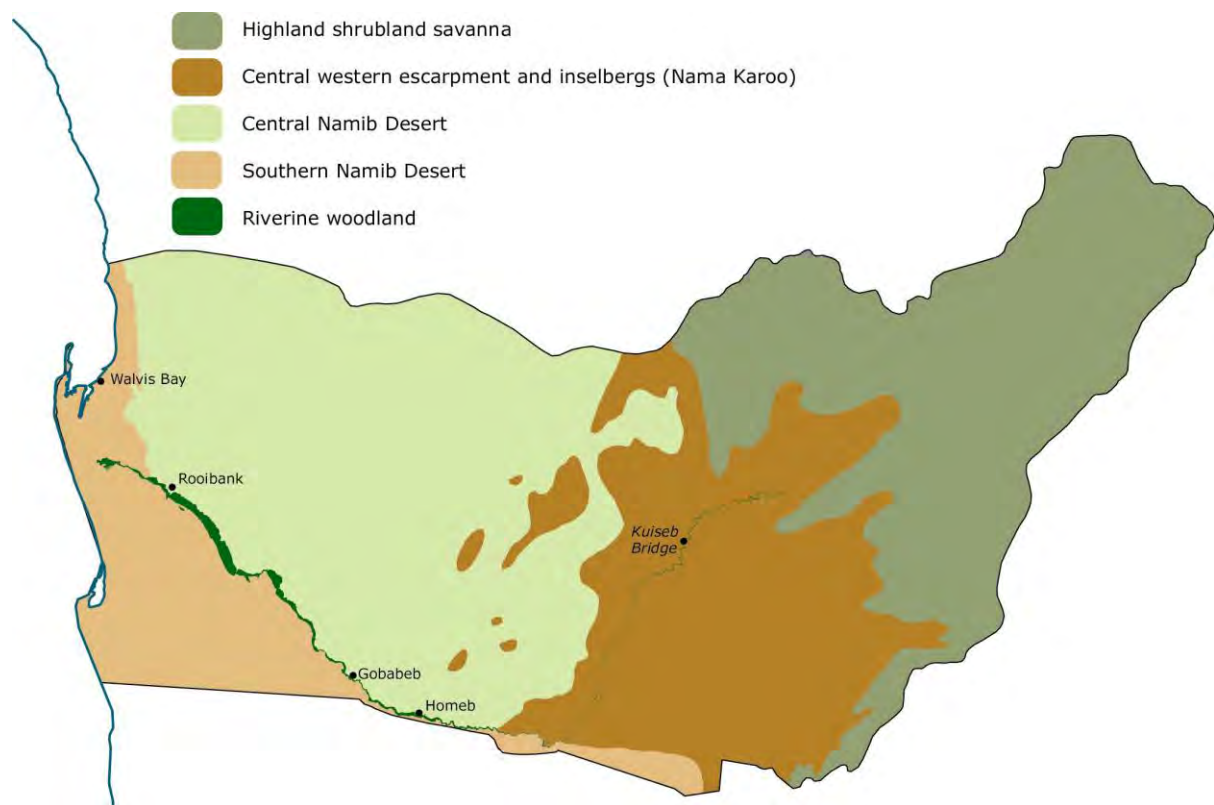 Highland shrubland savanna
Central western escarpment and inselbergs (Nama Karoo)
Central Namib Desert
Southern Namib Desert
Riverine woodland
Walvis Bay
Rooibank
Kuiseb
Bridge
Gobabeb
Homeb